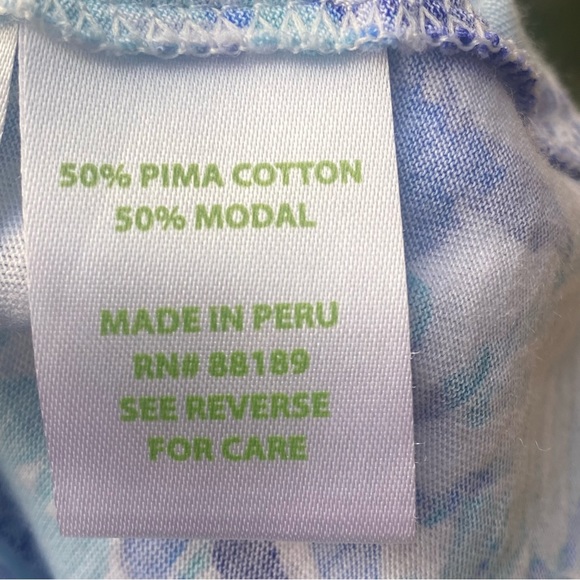 50% PIMA COTTON
50% MODAL
MADE IN PERU
RN# 88189
SEE REVERSE
FOR CARE